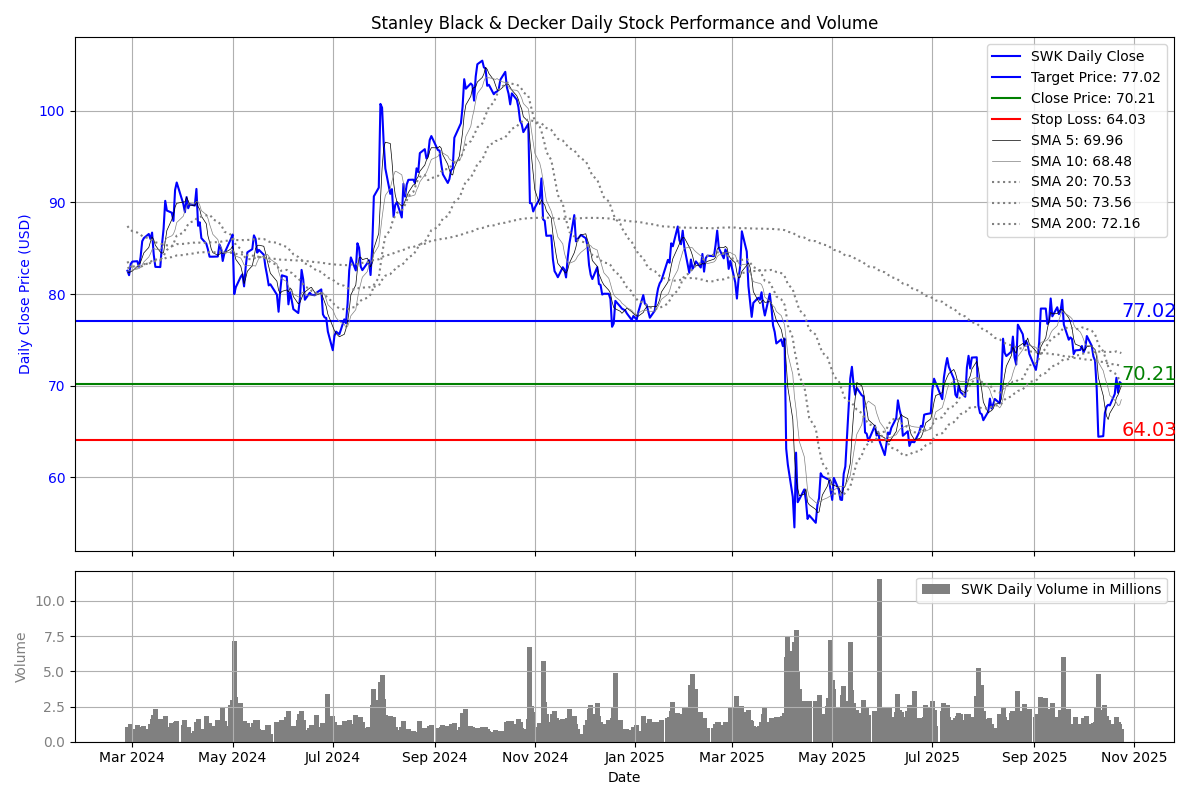 Stanley Black & Decker Daily Stock Performance and Volume
SWK Daily Close
Target Price: 77.02
Close Price: 70.21
Stop Loss: 64.03
SMA 5: 69.96
SMA 10: 68.48
SMA 20: 70.53
SMA 50: 73.56
SMA 200: 72.16
Daily Close Price (USD)
100
90
80
70
60
77.02
70.21
64.03
SWK Daily Volume in Millions
Volume
10.0
7.5
5.0
2.5
0.0
Mar 2024
May 2024
Jul 2024
Sep 2024
Nov 2024
Jan 2025
Mar 2025
May 2025
Jul 2025
Sep 2025
Nov 2025
Date